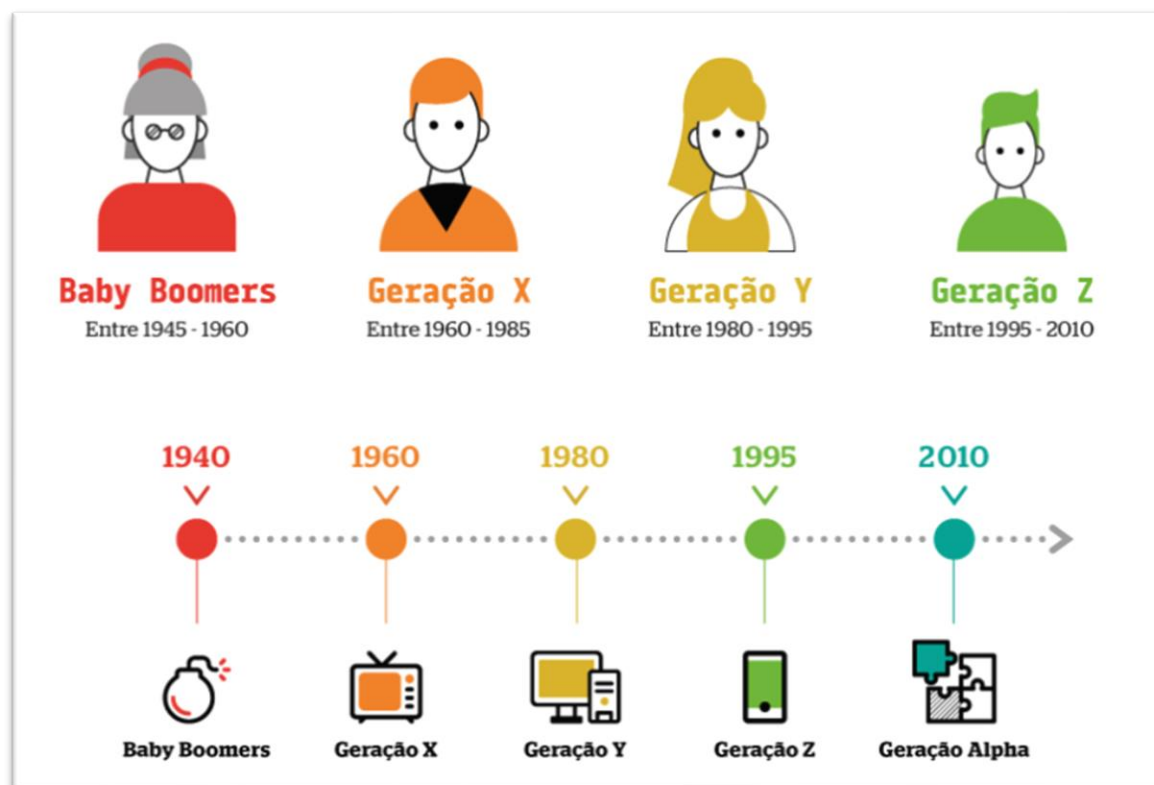 Baby Boomers
Entre 1945 - 1960
Geração X
Entre 1960 - 1985
Geração Y
Entre 1980 - 1995
Geração Z
Entre 1995 - 2010
1940
1960
1980
1995
2010
Baby Boomers
Geração X
Geração Y
Geração Z
Geração Alpha